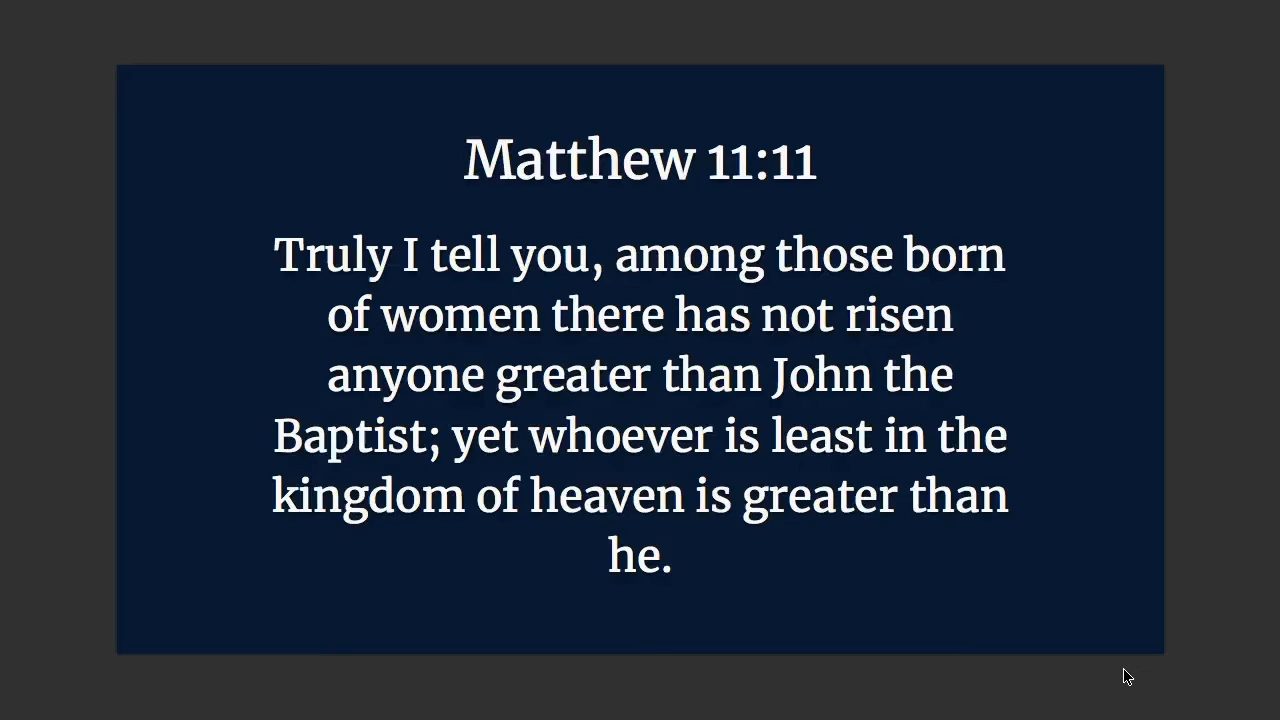 Matthew 11:11
Truly I tell you, among those born
of women there has not risen
anyone greater than John the
Baptist; yet whoever is least in the
kingdom of heaven is greater than
he.